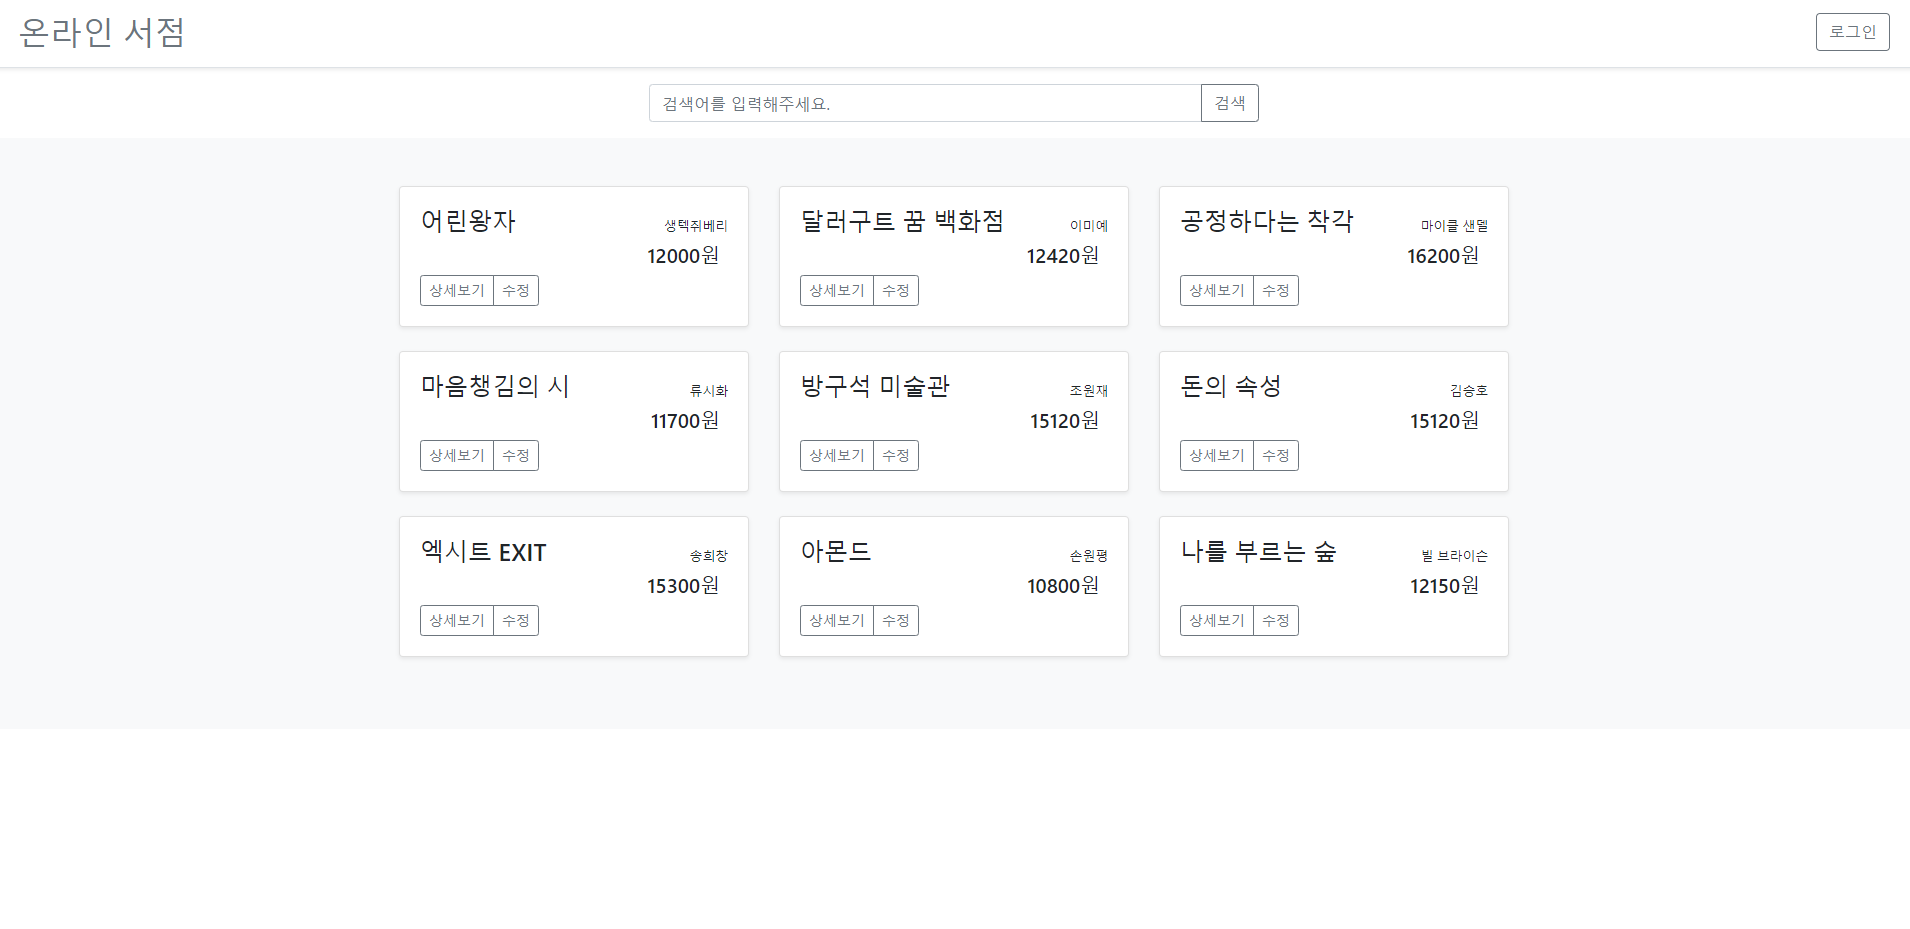 온라인 서점
로그인
검색어를 입력해주세요.
검색
어린왕자
생텍쥐베리
12000원
상세보기
수정
달러구트 꿈 백화점
이미예
12420원
상세보기
수정
공정하다는 착각
마이클 샌델
16200원
상세보기
수정
마음챙김의 시
류시화
11700원
상세보기
수정
방구석 미술관
조원재
15120원
상세보기
수정
돈의 속성
김승호
15120원
상세보기
수정
엑시트 EXIT
송희창
15300원
상세보기
수정
아몬드
손원평
10800원
상세보기
수정
나를 부르는 숲
빌 브라이슨
12150원
상세보기
수정